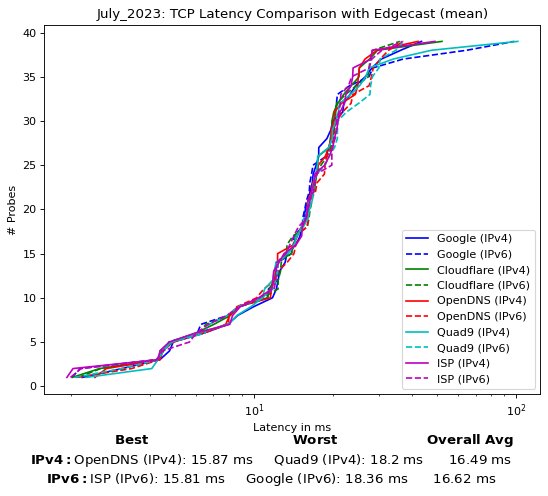 July_2023: TCP Latency Comparison with Edgecast (mean)
40
35
30
25
20
15
10
5
0
# Probes
Google (IPv4)
Google (IPv6)
Cloudflare (IPv4)
Cloudflare (IPv6)
OpenDNS (IPv4)
OpenDNS (IPv6)
Quad9 (IPv4)
Quad9 (IPv6)
ISP (IPv4)
ISP (IPv6)
10¹ 10²
Latency in ms
Best Worst Overall Avg
IPv4: OpenDNS (IPv4): 15.87 ms Quad9 (IPv4): 18.2 ms 16.49 ms
IPv6: ISP (IPv6): 15.81 ms Google (IPv6): 18.36 ms 16.62 ms